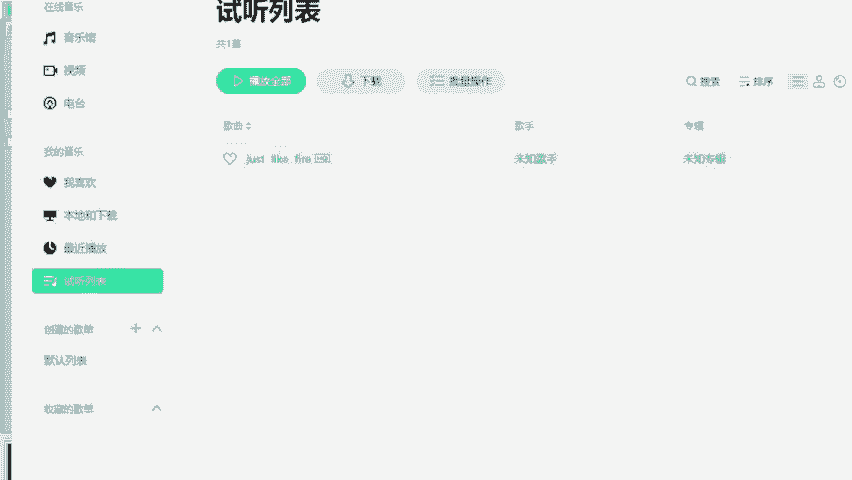 在线音乐
音乐馆
视频
电台
我的音乐
我喜欢
本地和下载
最近播放
试听列表
创建的歌单
默认列表
收藏的歌单
试听列表
共1首
播放全部 下载 批量操作 搜索 排序
歌曲 歌手 专辑
just like fire 未知歌手 未知专辑